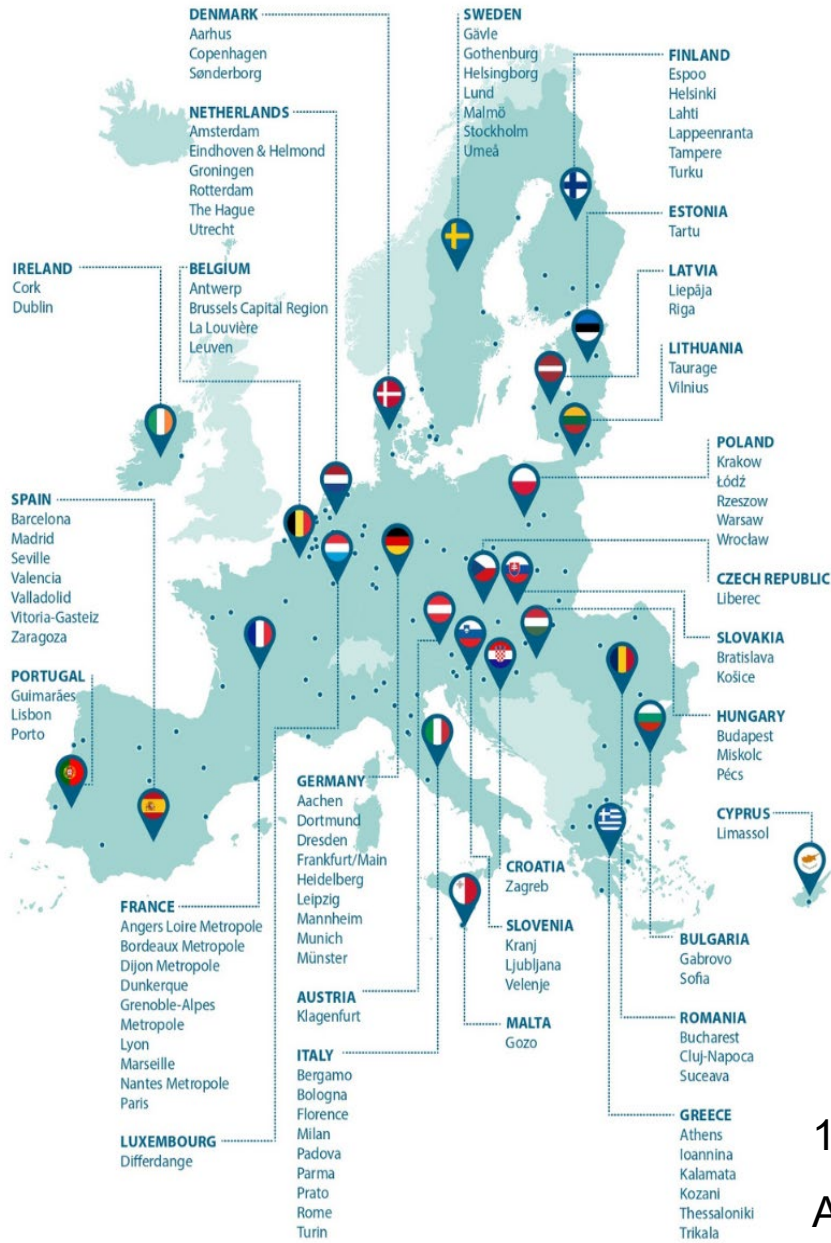 DENMARK
Aarhus
Copenhagen
Sønderborg
SWEDEN
Gävle
Gothenburg
Helsingborg
Lund
Malmö
Stockholm
Umeå
FINLAND
Espoo
Helsinki
Lahti
Lappeenranta
Tampere
Turku
NETHERLANDS
Amsterdam
Eindhoven & Helmond
Groningen
Rotterdam
The Hague
Utrecht
ESTONIA
Tartu
IRELAND
Cork
Dublin
BELGIUM
Antwerp
Brussels Capital Region
La Louvière
Leuven
LATVIA
Liepāja
Riga
LITHUANIA
Taurage
Vilnius
POLAND
Krakow
Łódź
Rzeszow
Warsaw
Wrocław
SPAIN
Barcelona
Madrid
Seville
Valencia
Valladolid
Vitoria-Gasteiz
Zaragoza
CZECH REPUBLIC
Liberec
SLOVAKIA
Bratislava
Košice
PORTUGAL
Guimarães
Lisbon
Porto
HUNGARY
Budapest
Miskolc
Pécs
GERMANY
Aachen
Dortmund
Dresden
Frankfurt/Main
Heidelberg
Leipzig
Mannheim
Munich
Münster
CYPRUS
Limassol
CROATIA
Zagreb
FRANCE
Angers Loire Metropole
Bordeaux Metropole
Dijon Metropole
Dunkerque
Grenoble-Alpes
Metropole
Lyon
Marseille
Nantes Metropole
Paris
SLOVENIA
Kranj
Ljubljana
Velenje
BULGARIA
Gabrovo
Sofia
AUSTRIA
Klagenfurt
MALTA
Gozo
ROMANIA
Bucharest
Cluj-Napoca
Suceava
ITALY
Bergamo
Bologna
Florence
Milan
Padova
Parma
Prato
Rome
Turin
LUXEMBOURG
Differdange
GREECE
Athens
Ioannina
Kalamata
Kozani
Thessaloniki
Trikala
1
A